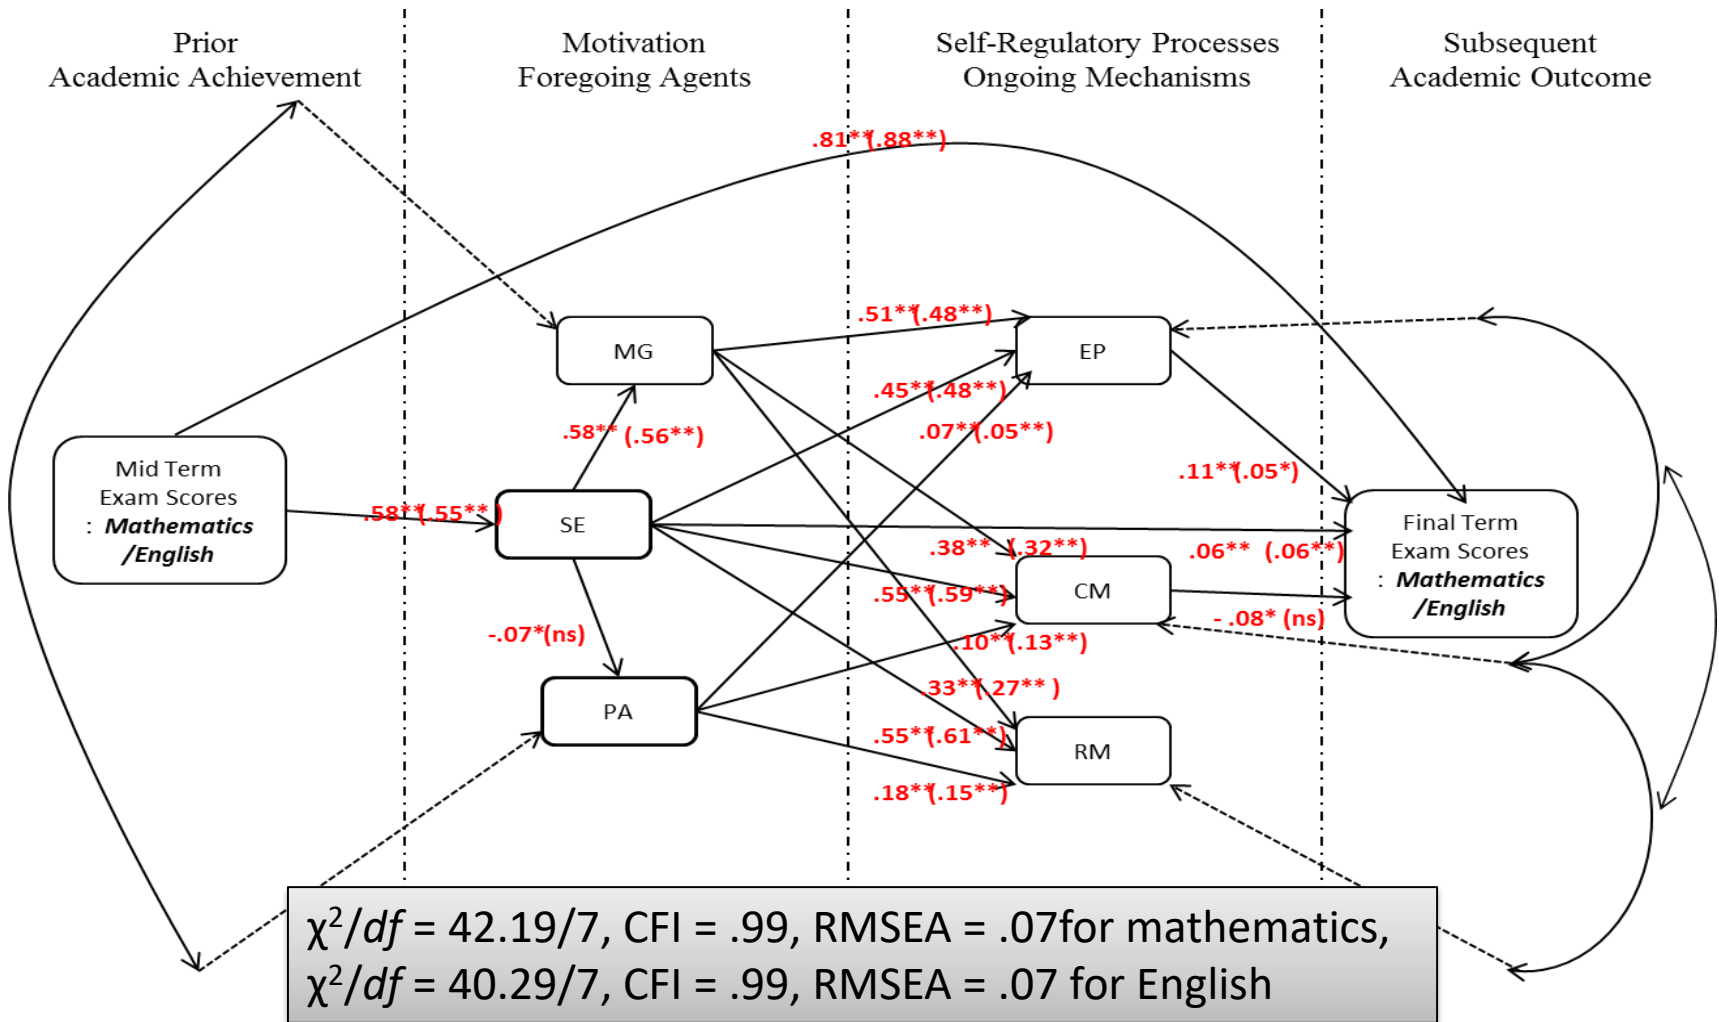 Prior
Academic Achievement
Motivation
Foregoing Agents
Self-Regulatory Processes
Ongoing Mechanisms
Subsequent
Academic Outcome
.81**(.88**)
.51**(.48**)
MG
EP
.45**(.48**)
.58** (.56**)
.07**(.05**)
Mid Term
Exam Scores
: Mathematics
/English
.11**(.05*)
.58**(.55** )
SE
Final Term
Exam Scores
: Mathematics
/English
.38** (.32**)
.06** (.06**)
.55**(.59**)
CM
- .08* (ns)
-.07*(ns)
.10**(.13**)
.33**(.27** )
PA
.55**(.61**)
RM
.18**(.15**)
χ²/df = 42.19/7, CFI = .99, RMSEA = .07for mathematics,
χ²/df = 40.29/7, CFI = .99, RMSEA = .07 for English